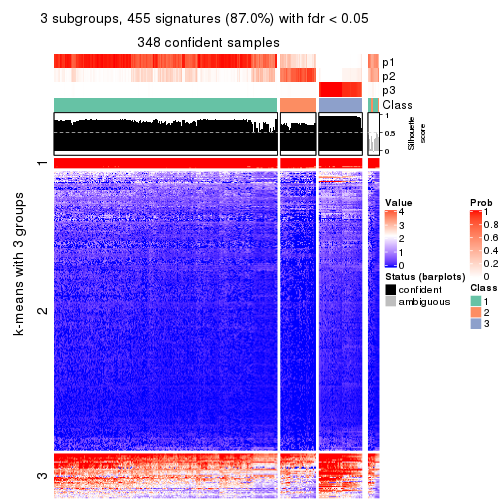 3 subgroups, 455 signatures (87.0%) with fdr < 0.05
348 confident samples
p1
p2
p3
Class
1
0.5
0
Silhouette
score
k-means with 3 groups
1
2
3
Value
4
3
2
1
0
Status (barplots)
confident
ambiguous
Prob
1
0.8
0.6
0.4
0.2
0
Class
1
2
3